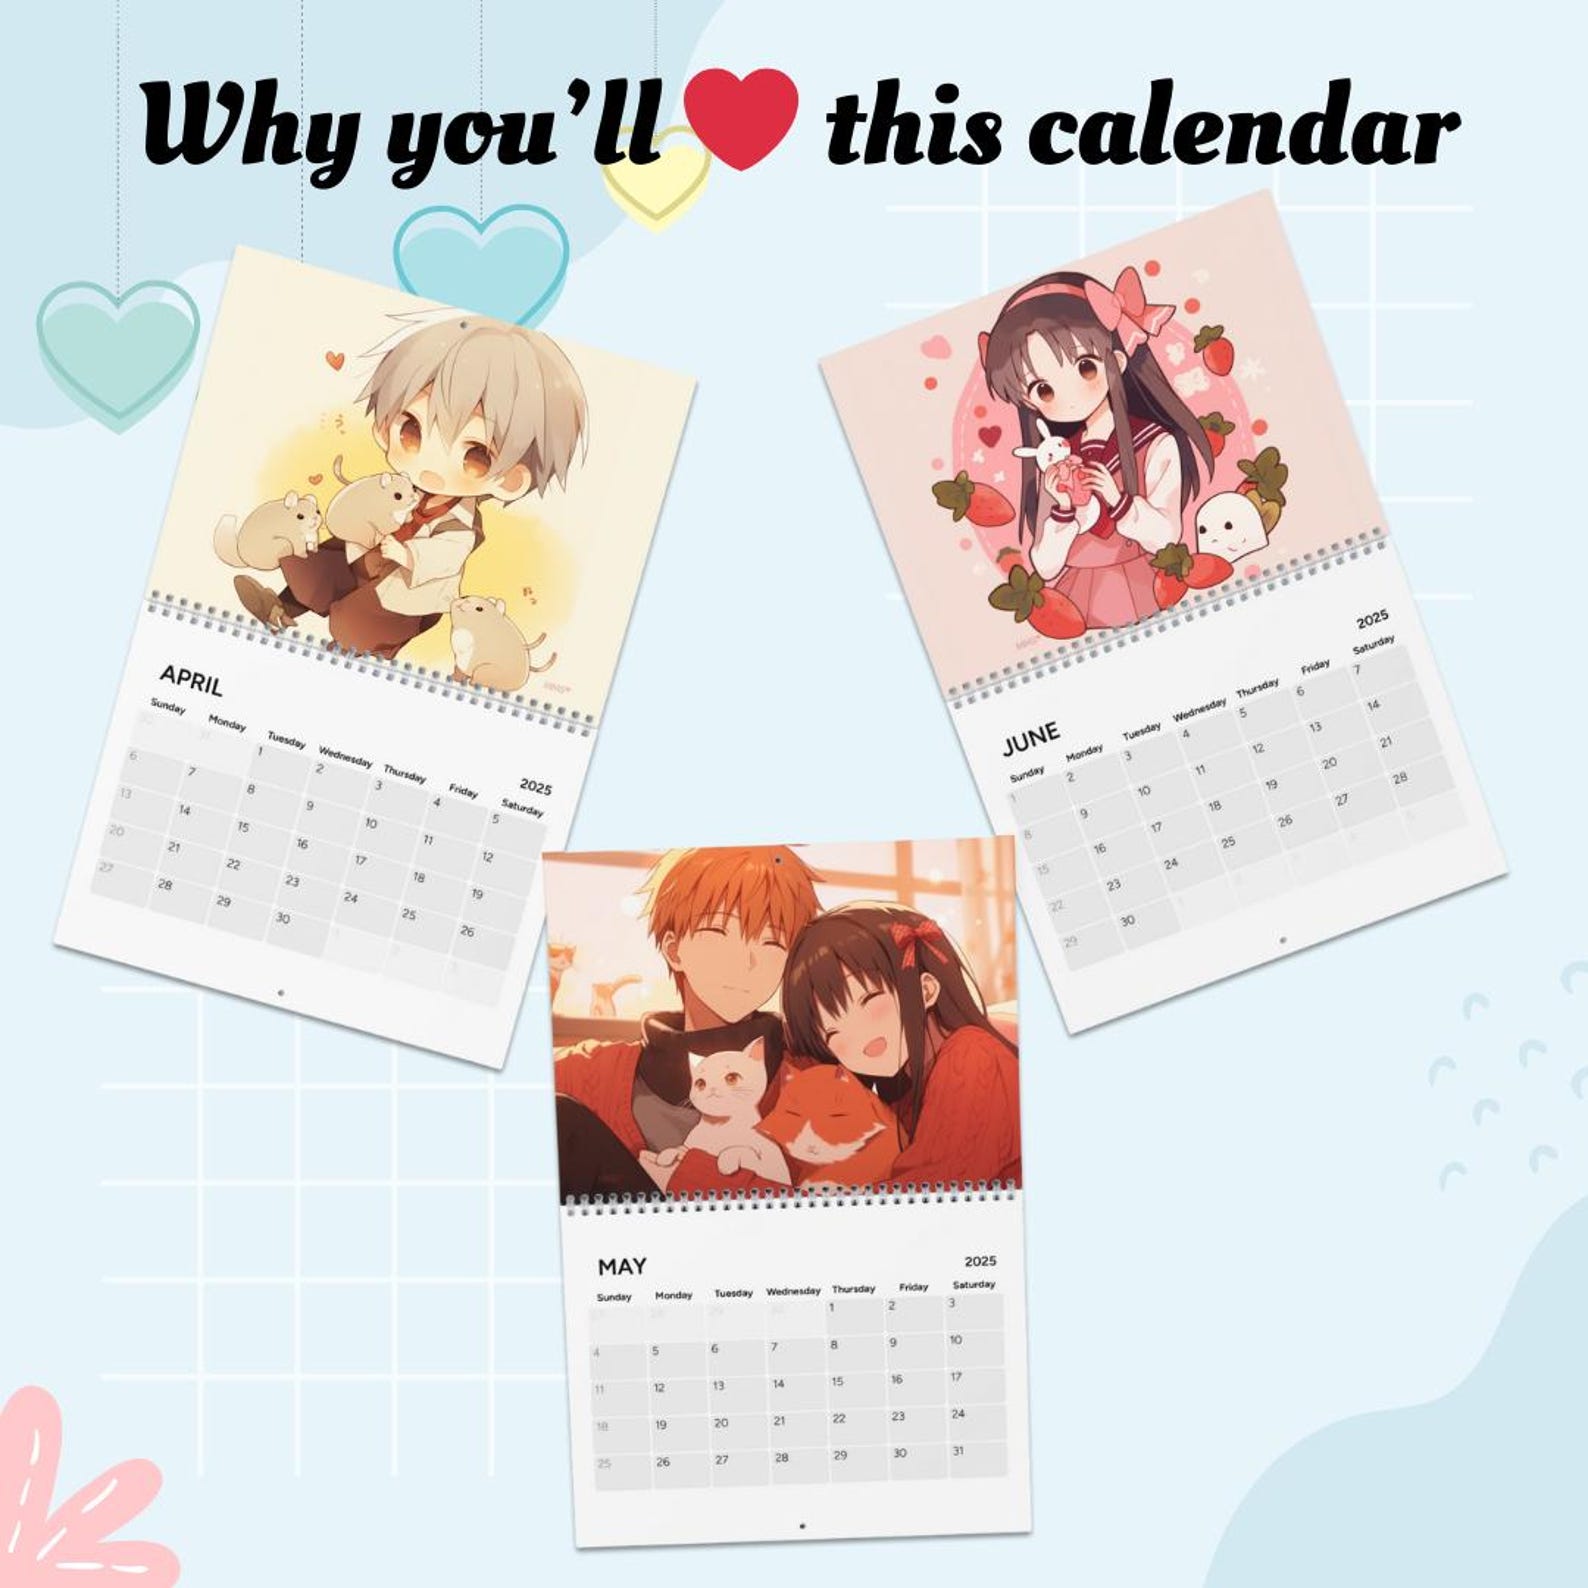 Why you'll this calendar
APRIL
2025
Sunday Monday Tuesday Wednesday Thursday Friday Saturday
1 2 3 4 5
6 7 8 9 10 11 12
13 14 15 16 17 18 19
20 21 22 23 24 25 26
27 28 29 30
JUNE
2025
Sunday Monday Tuesday Wednesday Thursday Friday Saturday
1 2 3 4 5 6 7
8 9 10 11 12 13 14
15 16 17 18 19 20 21
22 23 24 25 26 27 28
29 30
MAY
2025
Sunday Monday Tuesday Wednesday Thursday Friday Saturday
1 2 3
4 5 6 7 8 9 10
11 12 13 14 15 16 17
18 19 20 21 22 23 24
25 26 27 28 29 30 31